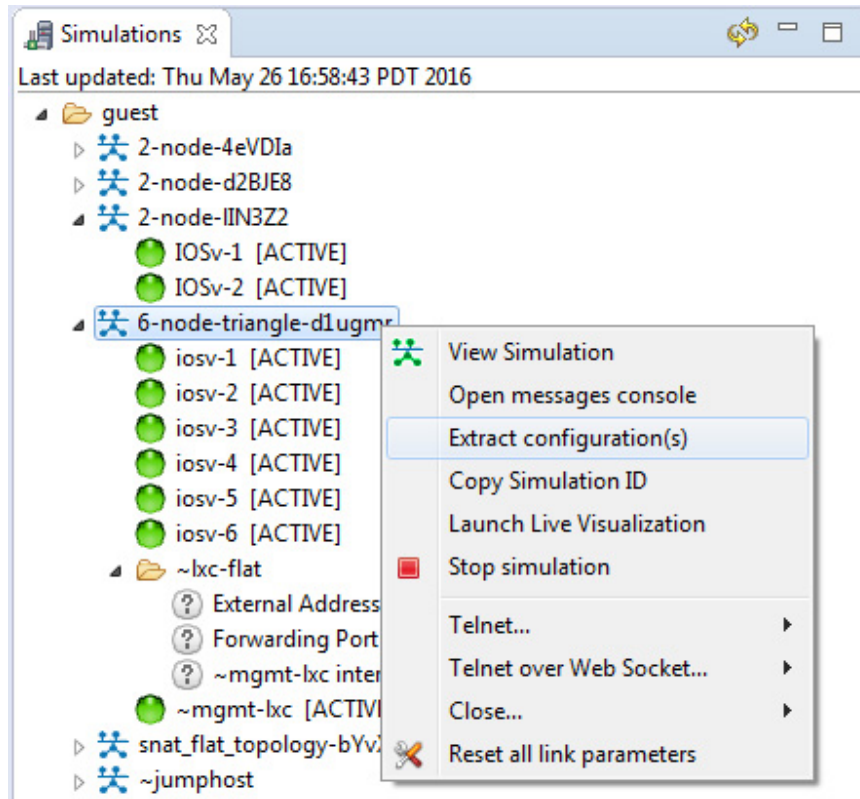 Simulations
Last updated: Thu May 26 16:58:43 PDT 2016
guest
2-node-4eVDIa
2-node-d2BJE8
2-node-lIN3Z2
IOSv-1 [ACTIVE]
IOSv-2 [ACTIVE]
6-node-triangle-d1ugmr
iosv-1 [ACTIVE]
iosv-2 [ACTIVE]
iosv-3 [ACTIVE]
iosv-4 [ACTIVE]
iosv-5 [ACTIVE]
iosv-6 [ACTIVE]
~lxc-flat
External Address
Forwarding Port
~mgmt-lxc inter
~mgmt-lxc [ACTIV
snat_flat_topology-bYv
~jumphost
View Simulation
Open messages console
Extract configuration(s)
Copy Simulation ID
Launch Live Visualization
Stop simulation
Telnet...
Telnet over Web Socket...
Close...
Reset all link parameters